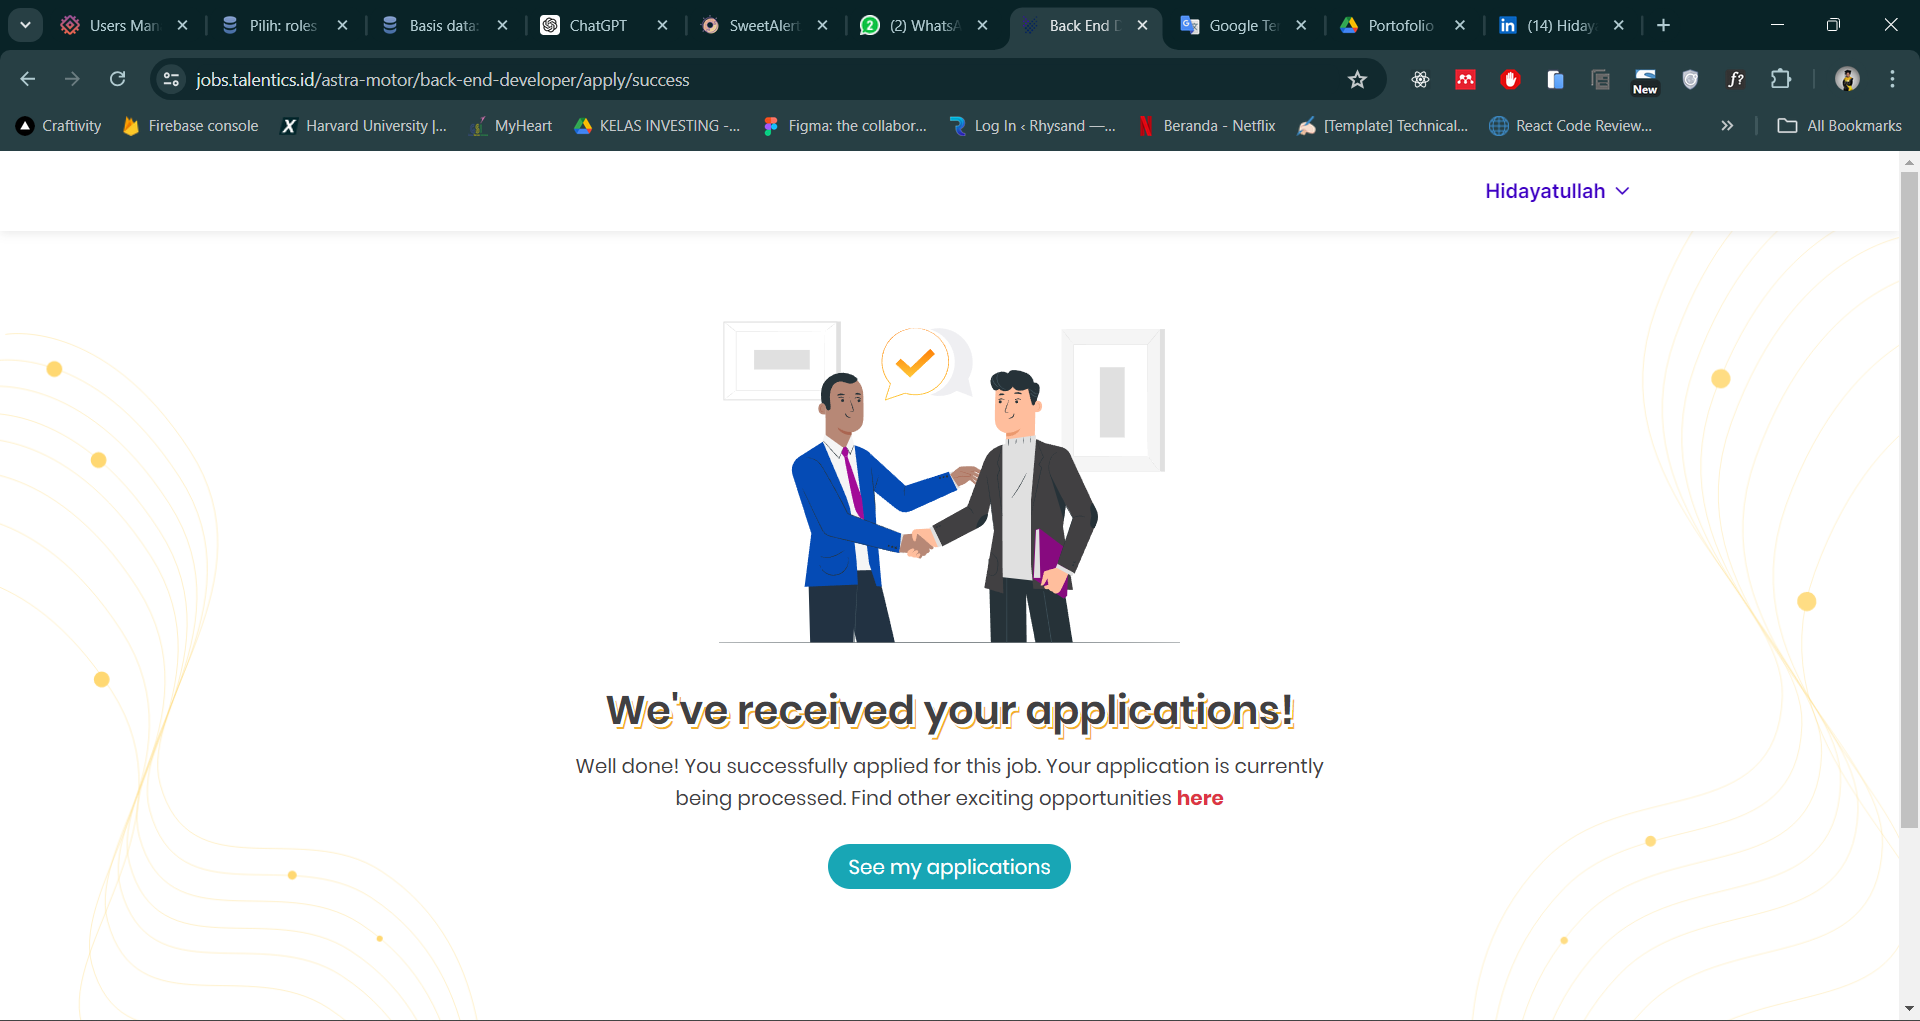 Users Man
Pilih: roles
Basis data:
ChatGPT
SweetAlert
(2) WhatsA
Back End D
Google Te
Portofolio
(14) Hiday
jobs.talentics.id/astra-motor/back-end-developer/apply/success
New
f?
Craftivity
Firebase console
Harvard University |...
MyHeart
KELAS INVESTING -...
Figma: the collabor...
Log In ‹ Rhysand —...
Beranda - Netflix
[Template] Technical...
React Code Review...
All Bookmarks
Hidayatullah
We've received your applications!
Well done! You successfully applied for this job. Your application is currently
being processed. Find other exciting opportunities here
See my applications